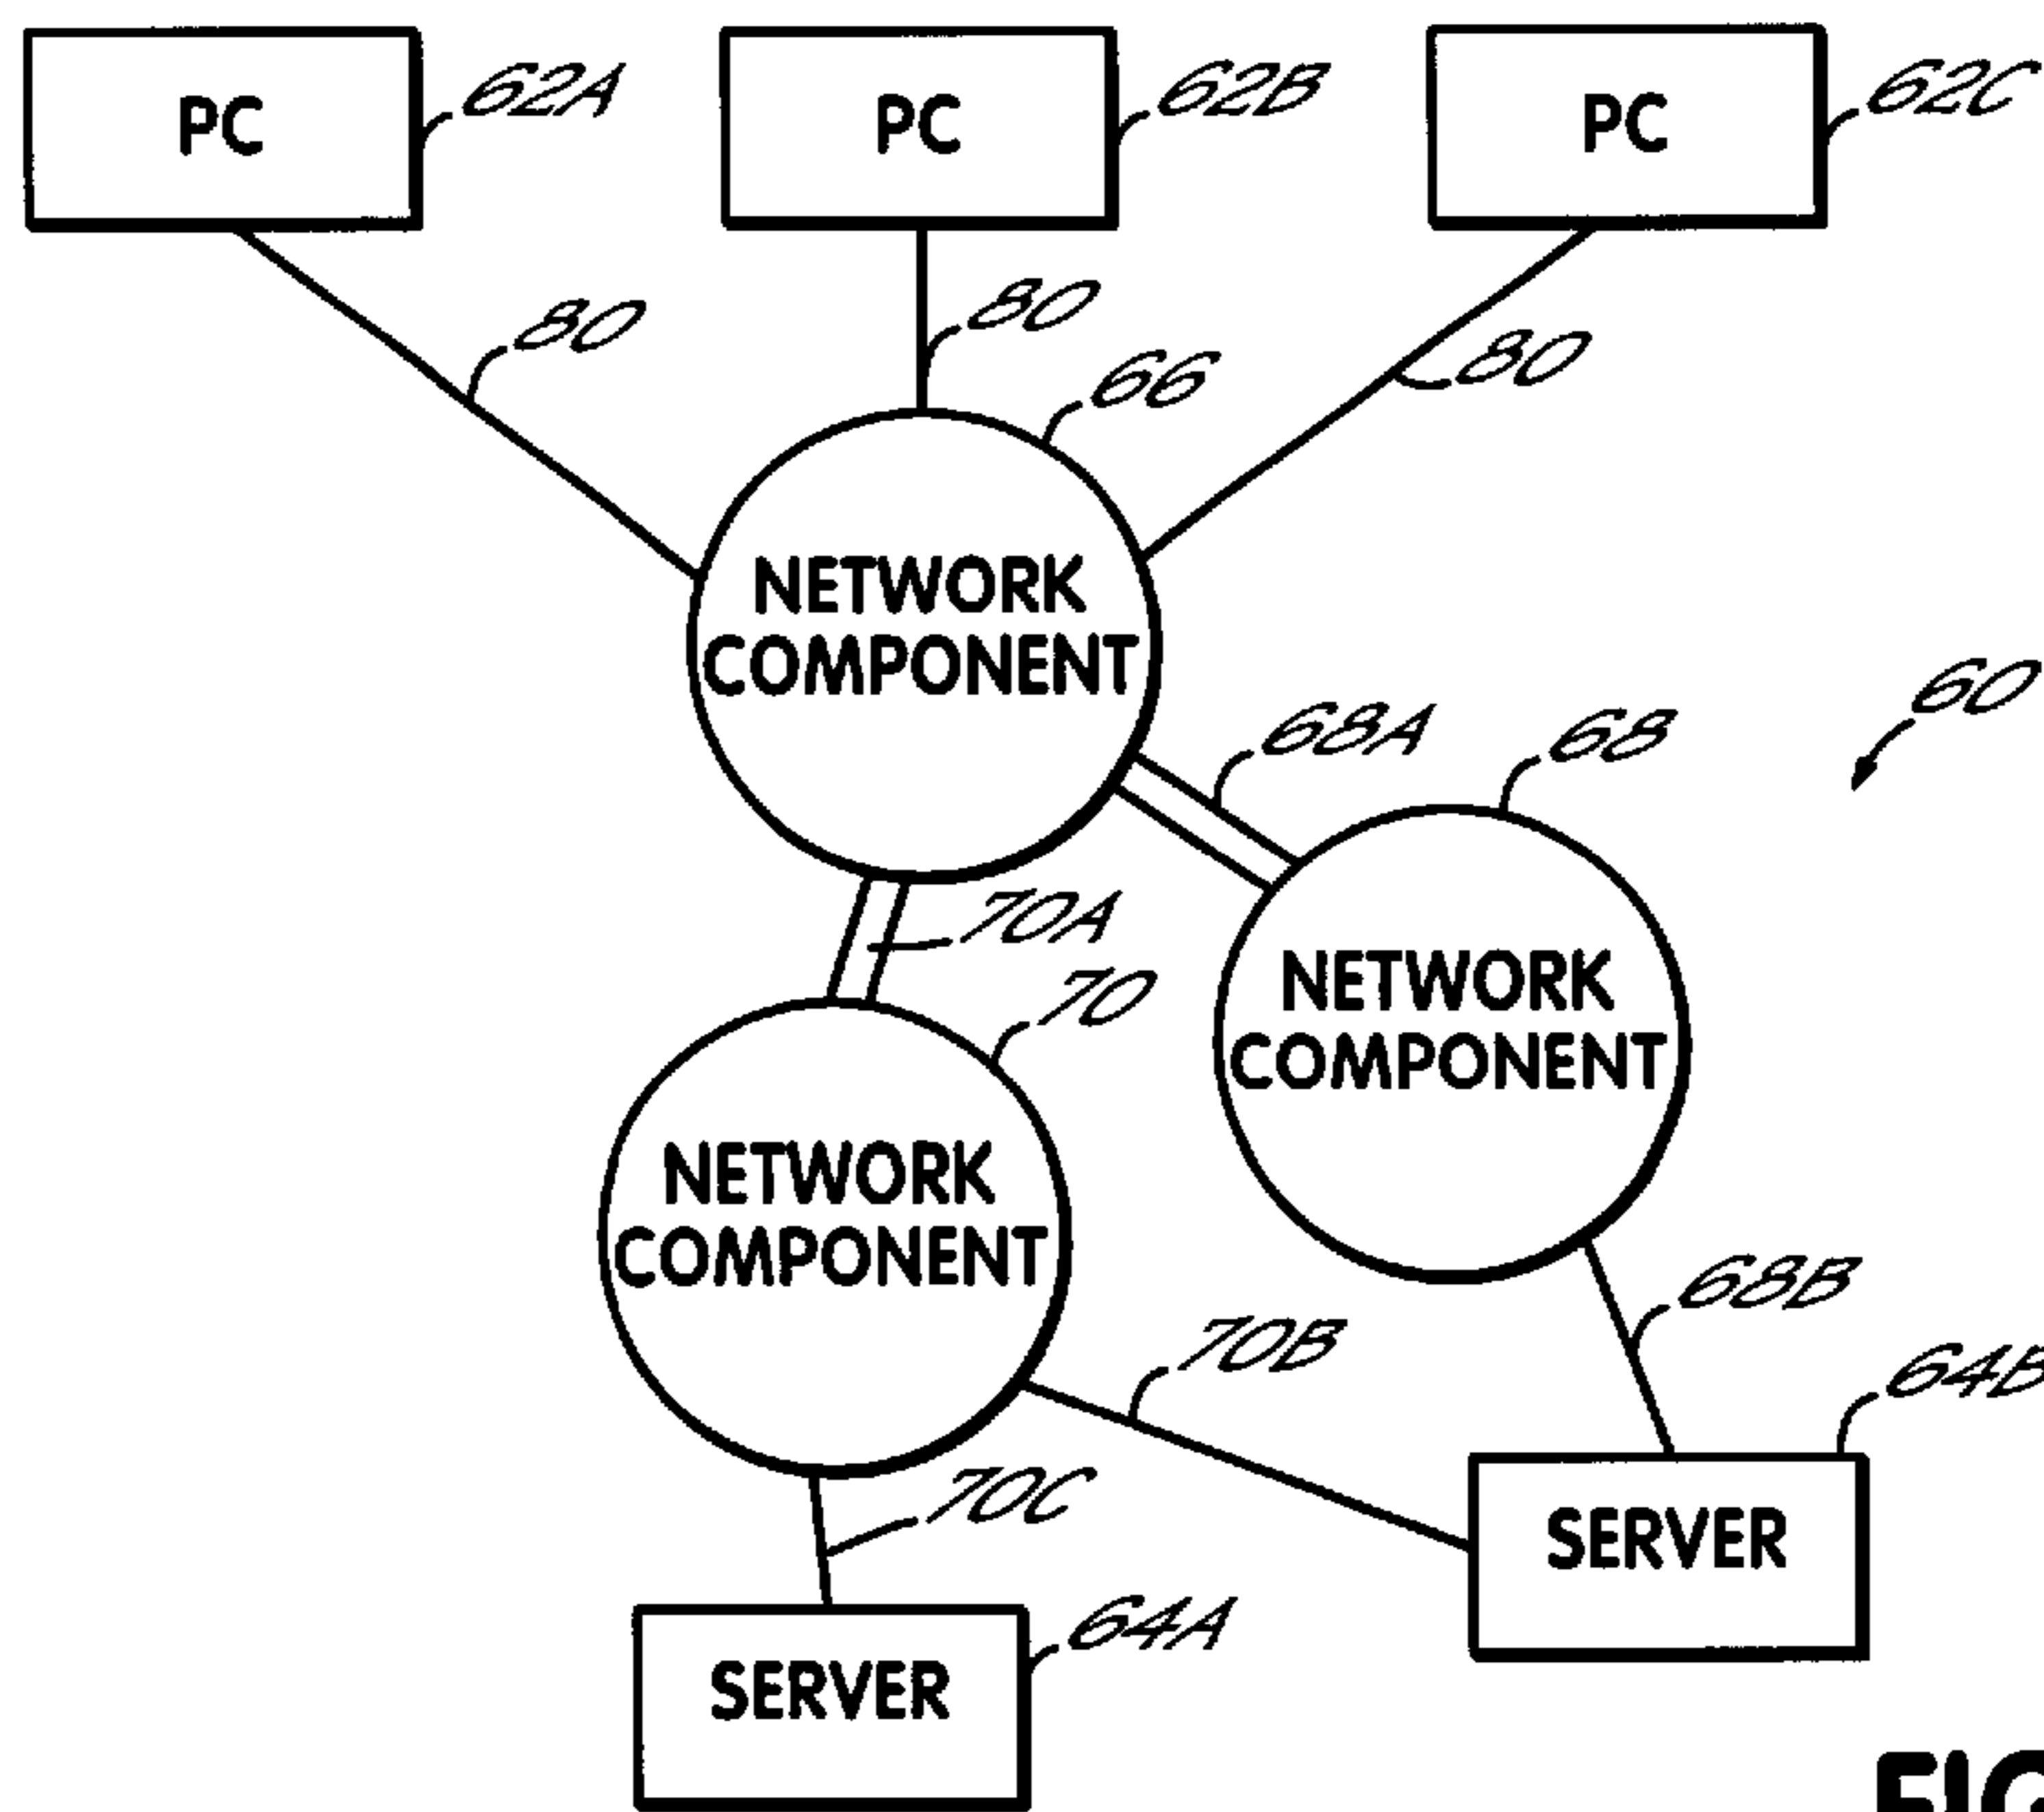 PC
62A
PC
62B
PC
62C
80
80
80
66
NETWORK
COMPONENT
68A
68
60
70A
70
NETWORK
COMPONENT
NETWORK
COMPONENT
68B
70B
64B
70C
SERVER
64A
SERVER